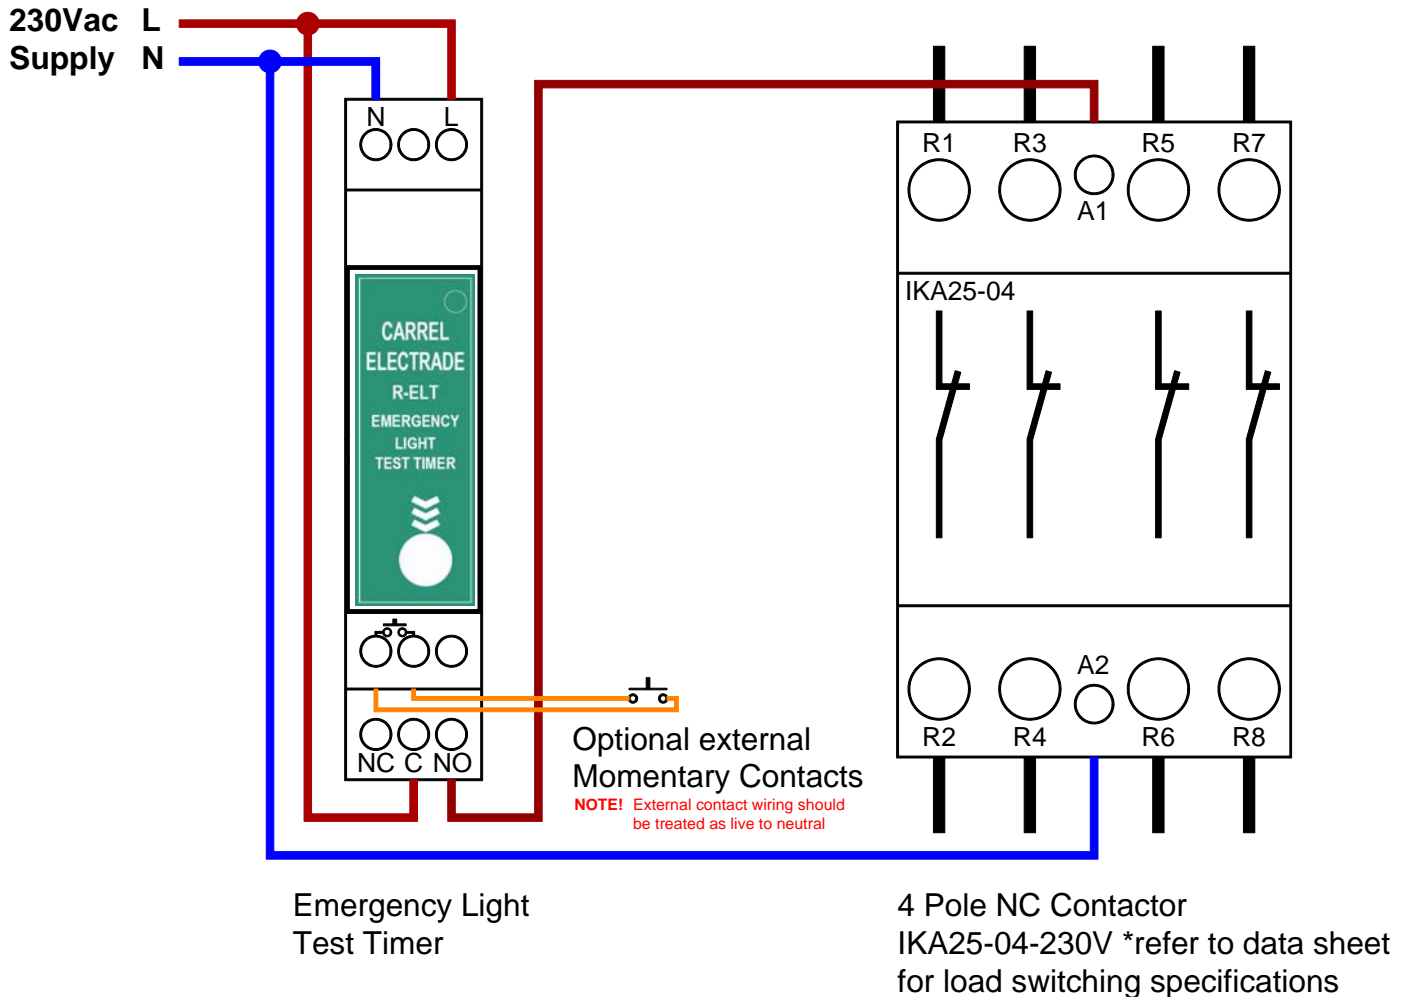 230Vac L
Supply N
N L
CARREL
ELECTRADE
R-ELT
EMERGENCY
LIGHT
TEST TIMER
NC C NO
Optional external
Momentary Contacts
NOTE! External contact wiring should
be treated as live to neutral
Emergency Light
Test Timer
R1 R3 R5 R7
A1
IKA25-04
A2
R2 R4 R6 R8
4 Pole NC Contactor
IKA25-04-230V *refer to data sheet
for load switching specifications